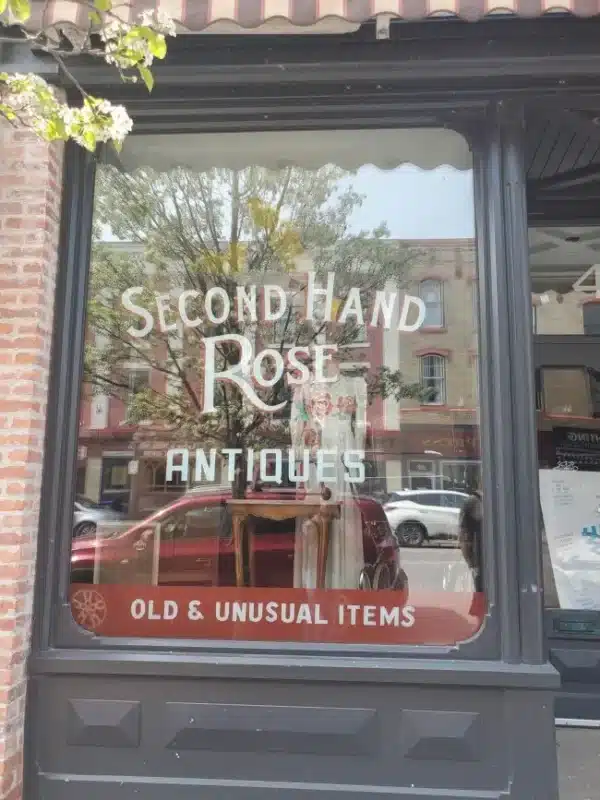 SECOND HAND
ROSE
ANTIQUES
OLD & UNUSUAL ITEMS